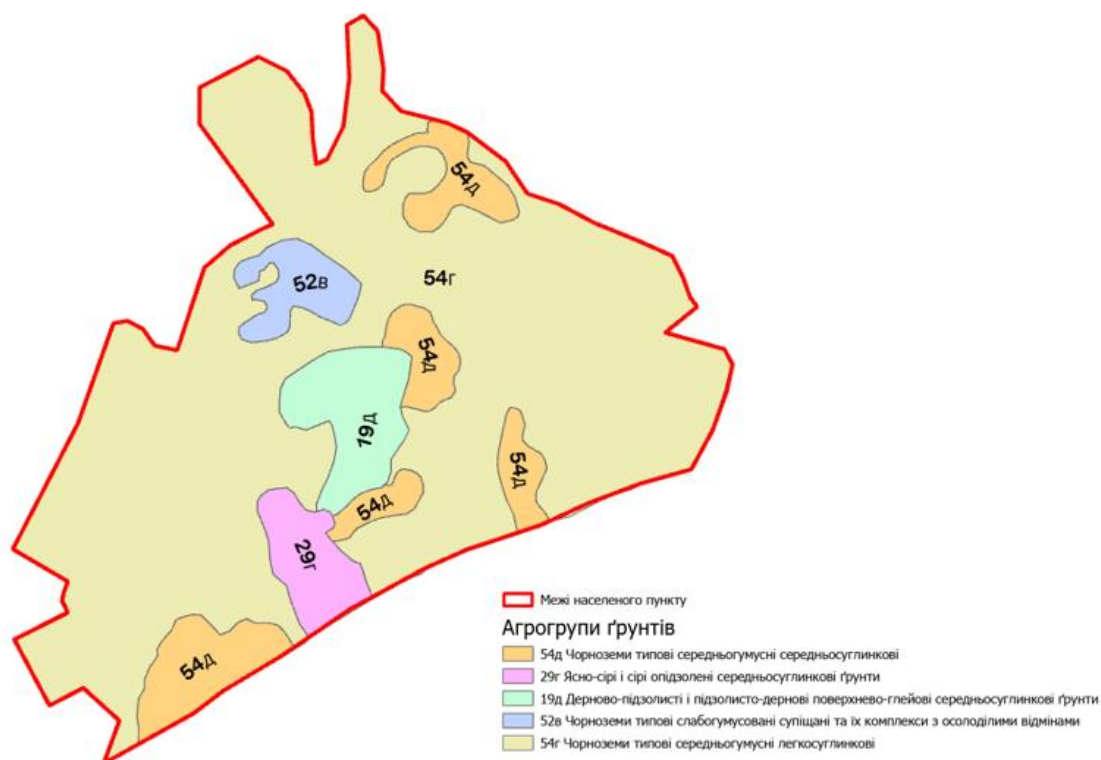 54д
52в
54г
54д
19д
54д
54д
29г
54д
Межі населеного пункту
Агрогрупи ґрунтів
54д Чорноземи типові середньогумусні середньосуглинкові
29г Ясно-сірі і сірі опідзолені середньосуглинкові ґрунти
19д Дерново-підзолисті і підзолисто-дернові поверхнево-глейові середньосуглинкові ґрунти
52в Чорноземи типові слабогумусовані супіщані та їх комплекси з осолоділими відмінами
54г Чорноземи типові середньогумусні легкосуглинкові